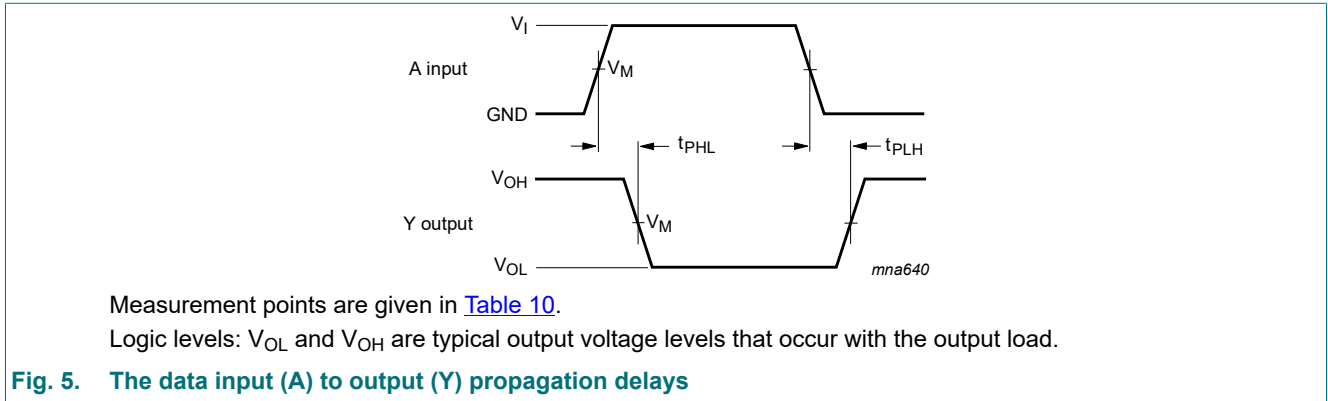 V_I
A input
V_M
GND
t_PHL
t_PLH
V_OH
Y output
V_M
V_OL
mna640
Measurement points are given in Table 10.
Logic levels: V_OL and V_OH are typical output voltage levels that occur with the output load.
Fig. 5. The data input (A) to output (Y) propagation delays